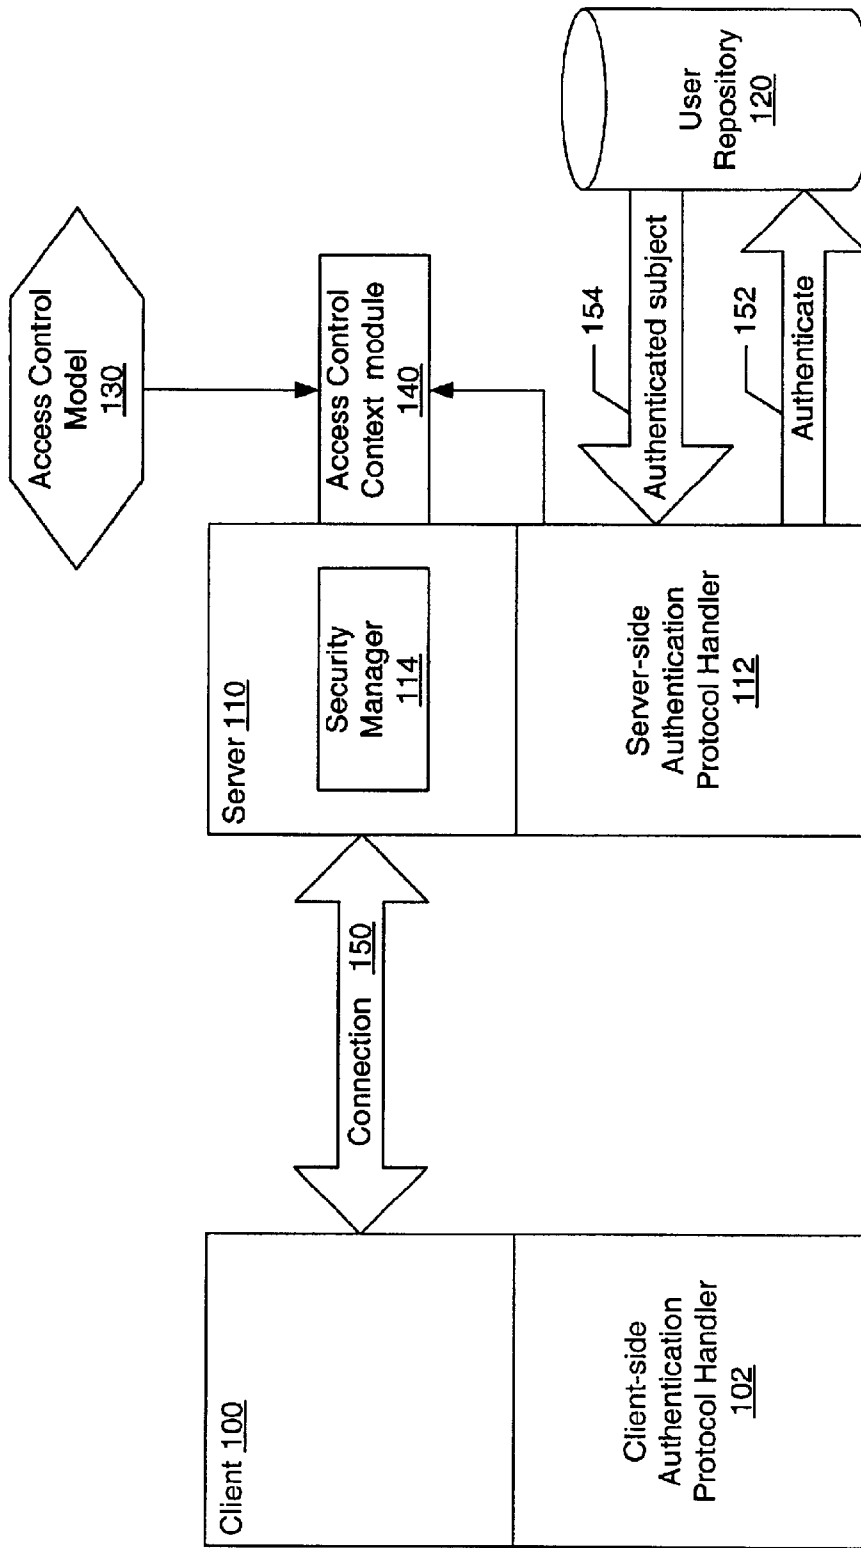 Access Control
Model
130
Access Control
Context module
140
Server 110
Security
Manager
114
Server-side
Authentication
Protocol Handler
112
Connection 150
Client 100
Client-side
Authentication
Protocol Handler
102
154
Authenticated subject
152
Authenticate
User
Repository
120